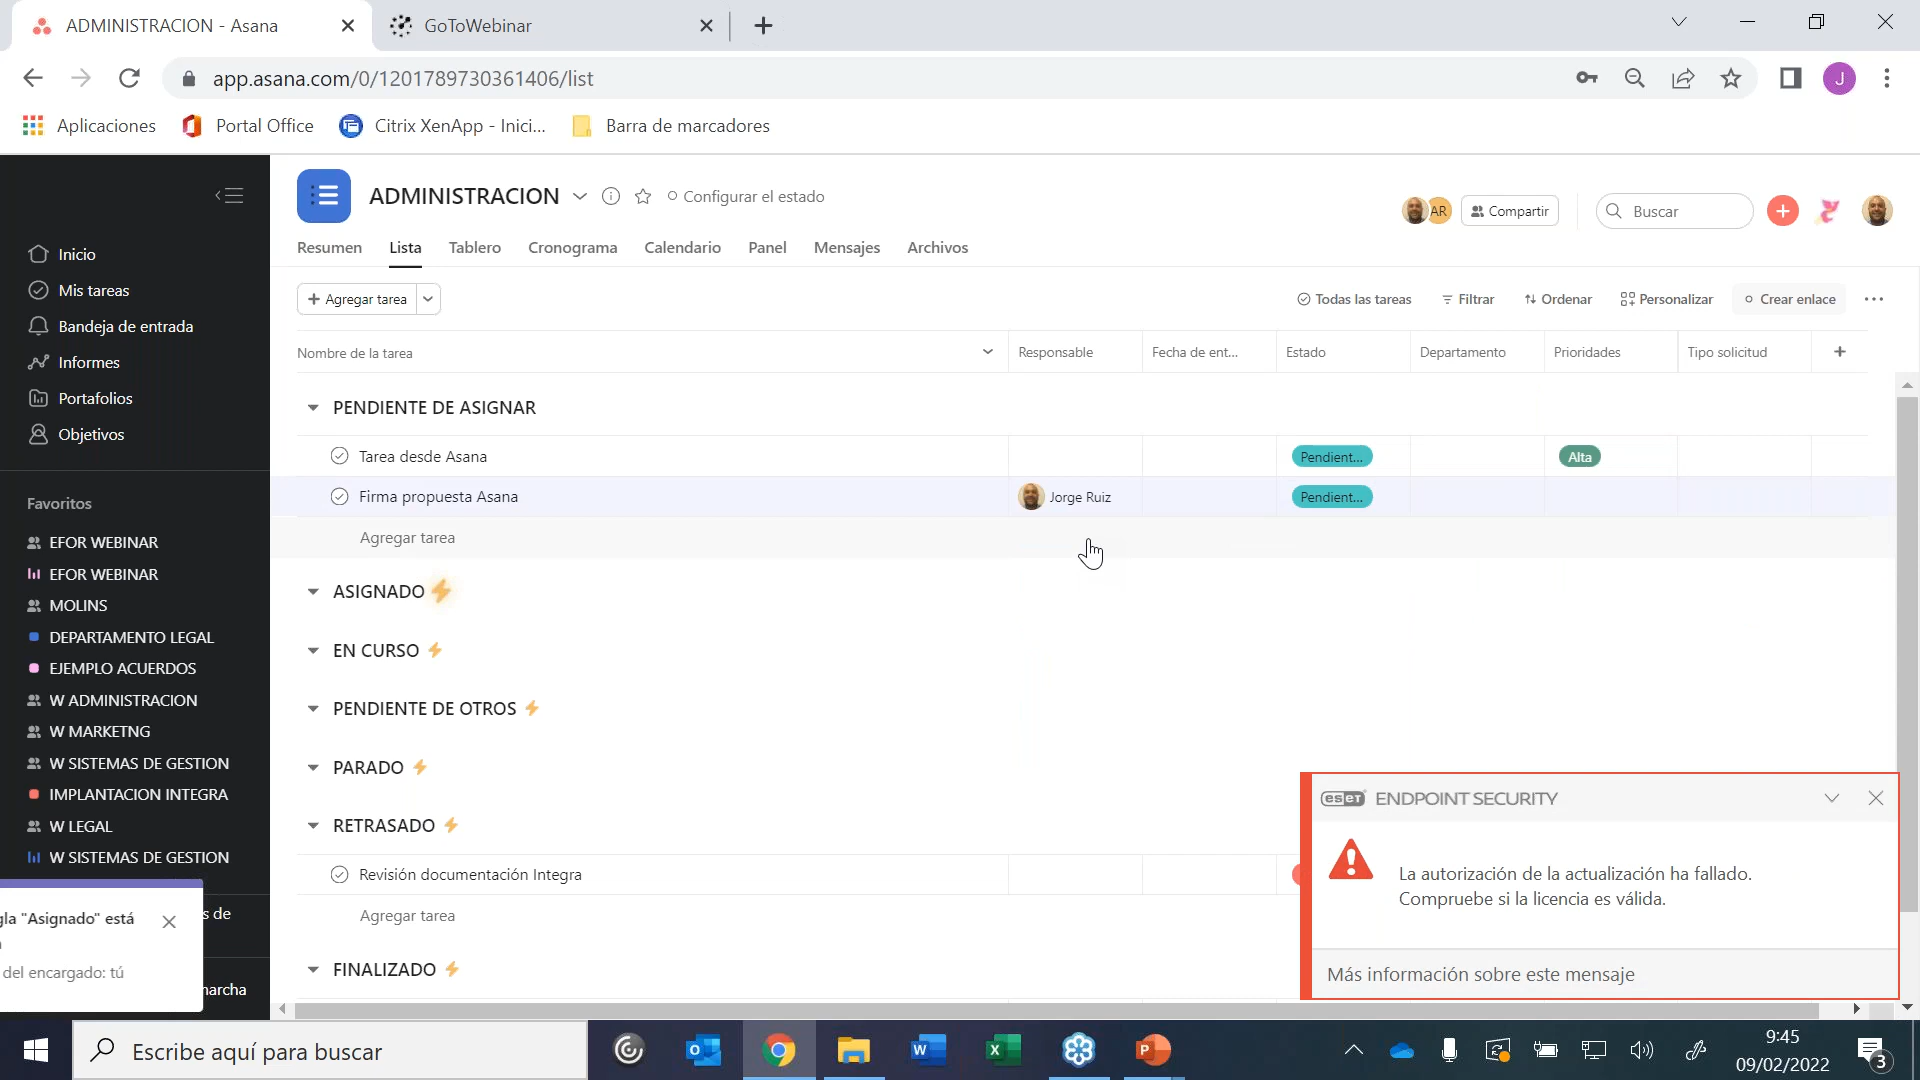 ADMINISTRACION - Asana
GoToWebinar
app.asana.com/0/1201789730361406/list
J
Aplicaciones
Portal Office
Citrix XenApp - Inici...
Barra de marcadores
ADMINISTRACION
Configurar el estado
AR
Compartir
Buscar
Resumen
Lista
Tablero
Cronograma
Calendario
Panel
Mensajes
Archivos
Inicio
Mis tareas
Bandeja de entrada
Informes
Portafolios
Objetivos
Favoritos
EFOR WEBINAR
EFOR WEBINAR
MOLINS
DEPARTAMENTO LEGAL
EJEMPLO ACUERDOS
W ADMINISTRACION
W MARKETNG
W SISTEMAS DE GESTION
IMPLANTACION INTEGRA
W LEGAL
W SISTEMAS DE GESTION
gla "Asignado" está
del encargado: tú
s de
narcha
+ Agregar tarea
Todas las tareas
Filtrar
Ordenar
Personalizar
Crear enlace
Nombre de la tarea
Responsable
Fecha de ent...
Estado
Departamento
Prioridades
Tipo solicitud
PENDIENTE DE ASIGNAR
Tarea desde Asana
Pendient...
Alta
Firma propuesta Asana
Jorge Ruiz
Pendient...
Agregar tarea
ASIGNADO
EN CURSO
PENDIENTE DE OTROS
PARADO
RETRASADO
Revisión documentación Integra
Agregar tarea
FINALIZADO
eset ENDPOINT SECURITY
La autorización de la actualización ha fallado.
Compruebe si la licencia es válida.
Más información sobre este mensaje
Escribe aquí para buscar
9:45
09/02/2022
3